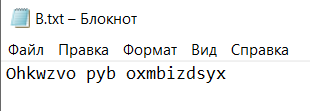 B.txt – Блокнот
Файл Правка Формат Вид Справка
Ohkwzvo pyb oxmbizdsyx